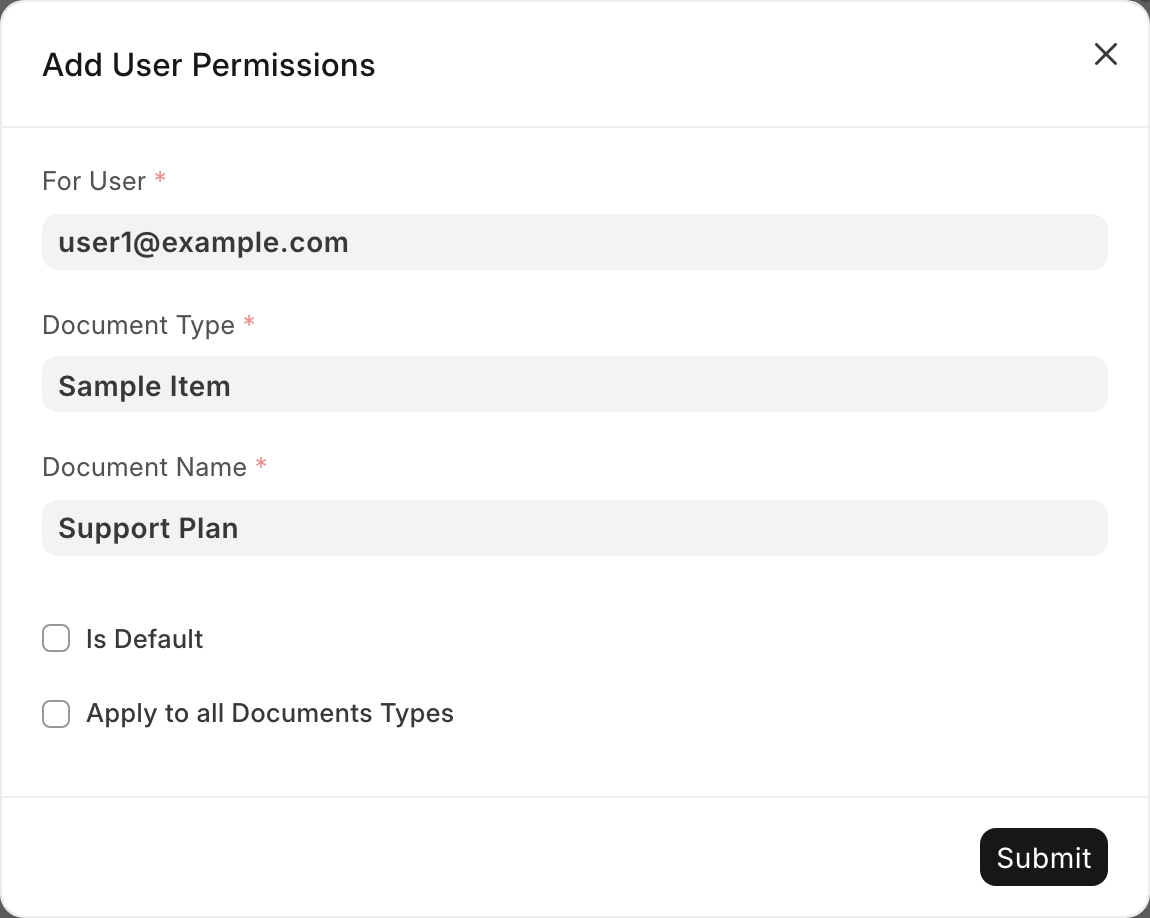 Add User Permissions
For User *
user1@example.com
Document Type *
Sample Item
Document Name *
Support Plan
Is Default
Apply to all Documents Types
Submit